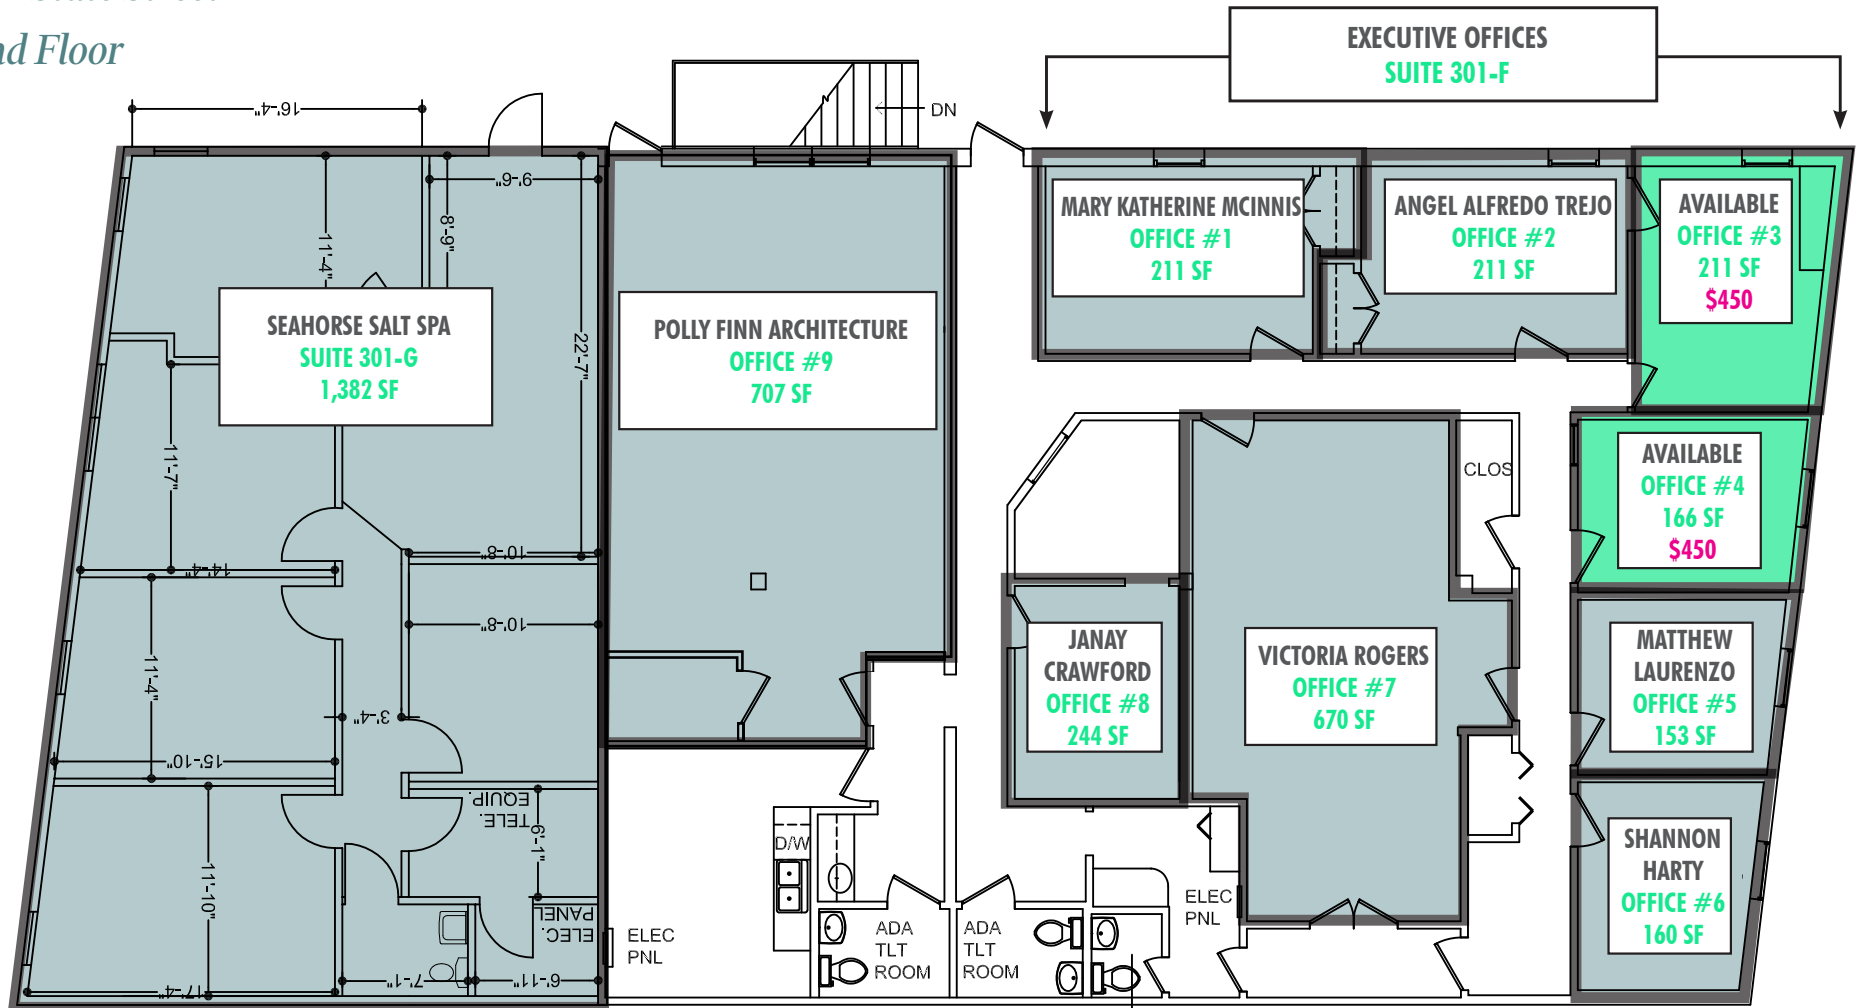 nd Floor
EXECUTIVE OFFICES
SUITE 301-F
DN
16'-4"
9'-6"
8'-9"
11'-4"
22'-7"
SEAHORSE SALT SPA
SUITE 301-G
1,382 SF
POLLY FINN ARCHITECTURE
OFFICE #9
707 SF
MARY KATHERINE MCINNIS
OFFICE #1
211 SF
ANGEL ALFREDO TREJO
OFFICE #2
211 SF
AVAILABLE
OFFICE #3
211 SF
$450
11'-7"
14'-4"
10'-8"
10'-8"
CLOS
AVAILABLE
OFFICE #4
166 SF
$450
JANAY
CRAWFORD
OFFICE #8
244 SF
VICTORIA ROGERS
OFFICE #7
670 SF
MATTHEW
LAURENZO
OFFICE #5
153 SF
11'-4"
3'-4"
15'-10"
TELE.
EQUIP.
6'-1"
11'-10"
D/W
SHANNON
HARTY
OFFICE #6
160 SF
ELEC.
PANEL
ELEC
PNL
ADA
TLT
ROOM
ADA
TLT
ROOM
ELEC
PNL
17'-4"
7'-1"
6'-11"